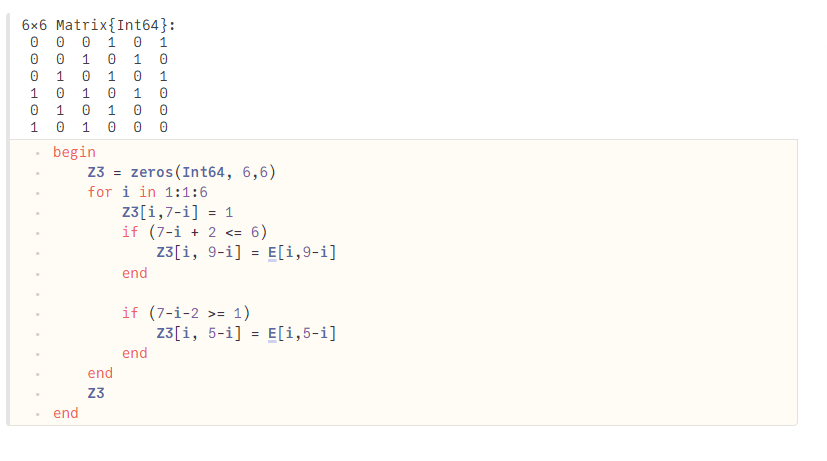 6×6 Matrix{Int64}:
0 0 0 1 0 1
0 0 1 0 1 0
0 1 0 1 0 1
1 0 1 0 1 0
0 1 0 1 0 0
1 0 1 0 0 0
begin
Z3 = zeros(Int64, 6,6)
for i in 1:1:6
Z3[i,7-i] = 1
if (7-i + 2 <= 6)
Z3[i, 9-i] = E[i,9-i]
end
if (7-i-2 >= 1)
Z3[i, 5-i] = E[i,5-i]
end
end
Z3
end